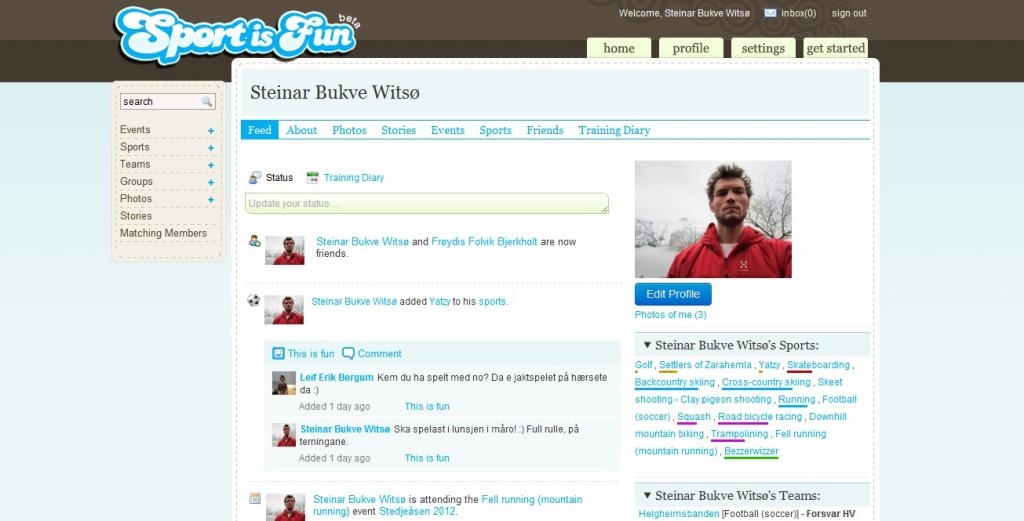 Sport is Fun
beta
Welcome, Steinar Bukve Witsø inbox(0) sign out
home profile settings get started
search
Events +
Sports +
Teams +
Groups +
Photos +
Stories
Matching Members
Steinar Bukve Witsø
Feed About Photos Stories Events Sports Friends Training Diary
Status Training Diary
Update your status...
Steinar Bukve Witsø and Frøydis Folvik Bjerkholt are now
friends.
Steinar Bukve Witsø added Yatzy to his sports.
This is fun Comment
Leif Erik Bergum Kem du ha spelt med no? Da e jaktspelet på hærsete
da :)
Added 1 day ago This is fun
Steinar Bukve Witsø Ska spelast i lunsjen i måro! :) Full rulle, på
terningane.
Added 1 day ago This is fun
Steinar Bukve Witsø is attending the Fell running (mountain
running) event Stedjeåsen 2012.
Edit Profile
Photos of me (3)
Steinar Bukve Witsø's Sports:
Golf , Settlers of Zarahemla , Yatzy , Skateboarding ,
Backcountry skiing , Cross-country skiing , Skeet
shooting - Clay pigeon shooting , Running , Football
(soccer) , Squash , Road bicycle racing , Downhill
mountain biking , Trampolining , Fell running
(mountain running) , Bezzerwizzer
Steinar Bukve Witsø's Teams:
Helgheimsbanden [Football (soccer)] - Forsvar HV